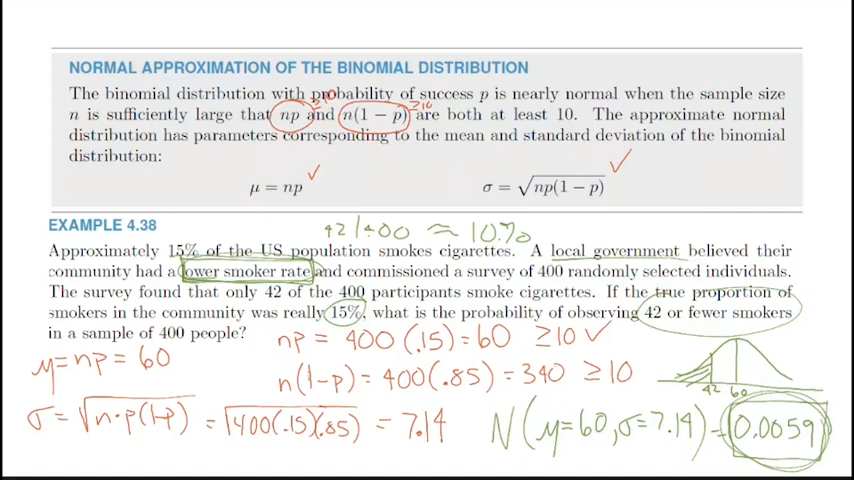 NORMAL APPROXIMATION OF THE BINOMIAL DISTRIBUTION
The binomial distribution with probability of success p is nearly normal when the sample size
≥10 ≥10
n is sufficiently large that np and n(1 − p) are both at least 10. The approximate normal
distribution has parameters corresponding to the mean and standard deviation of the binomial
distribution:
μ = np ✓ σ = √np(1 − p) ✓
EXAMPLE 4.38
42/400 ≈ 10%
Approximately 15% of the US population smokes cigarettes. A local government believed their
community had a lower smoker rate and commissioned a survey of 400 randomly selected individuals.
The survey found that only 42 of the 400 participants smoke cigarettes. If the true proportion of
smokers in the community was really 15%, what is the probability of observing 42 or fewer smokers
in a sample of 400 people?
np = 400(.15) = 60 ≥10 ✓
μ = np = 60
n(1-p) = 400(.85) = 340 ≥10
42 60
σ = √n·p(1-p) = √400(.15)(.85) = 7.14
N(μ=60, σ=7.14) = 0.0059